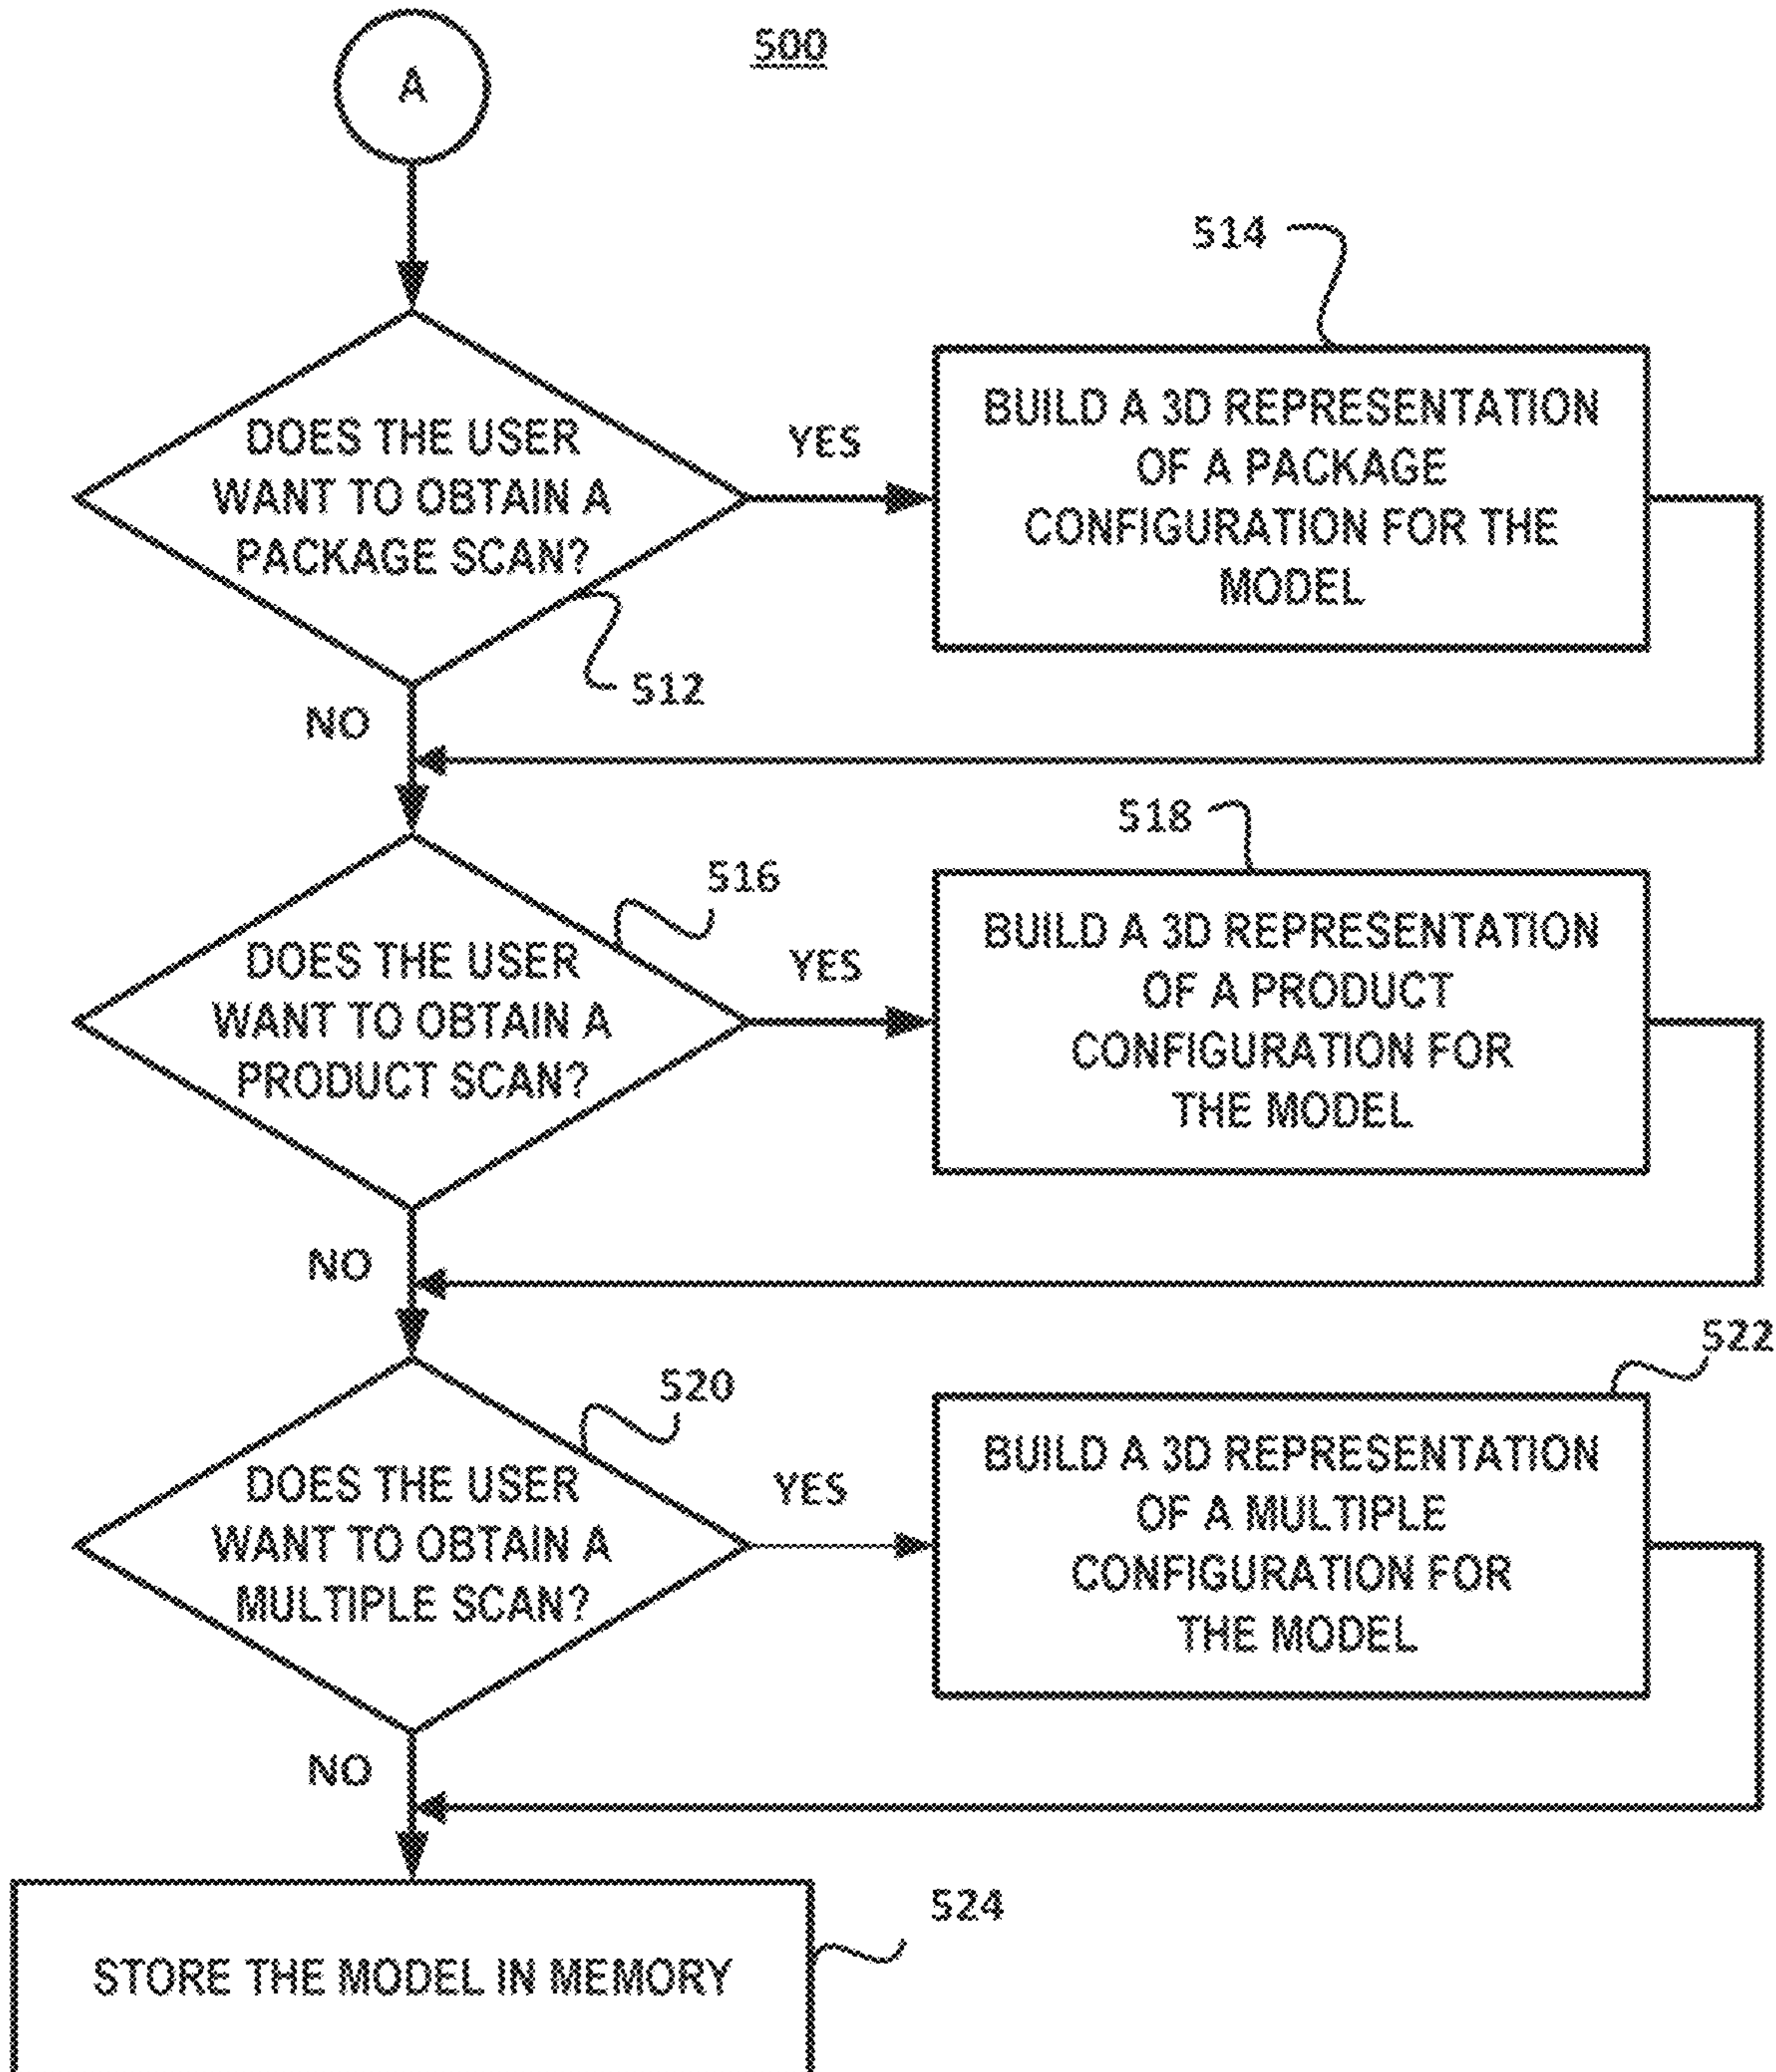 500
A
514
DOES THE USER
WANT TO OBTAIN A
PACKAGE SCAN?
YES
BUILD A 3D REPRESENTATION
OF A PACKAGE
CONFIGURATION FOR THE
MODEL
512
NO
518
516
DOES THE USER
WANT TO OBTAIN A
PRODUCT SCAN?
YES
BUILD A 3D REPRESENTATION
OF A PRODUCT
CONFIGURATION FOR
THE MODEL
NO
522
520
DOES THE USER
WANT TO OBTAIN A
MULTIPLE SCAN?
YES
BUILD A 3D REPRESENTATION
OF A MULTIPLE
CONFIGURATION FOR
THE MODEL
NO
524
STORE THE MODEL IN MEMORY